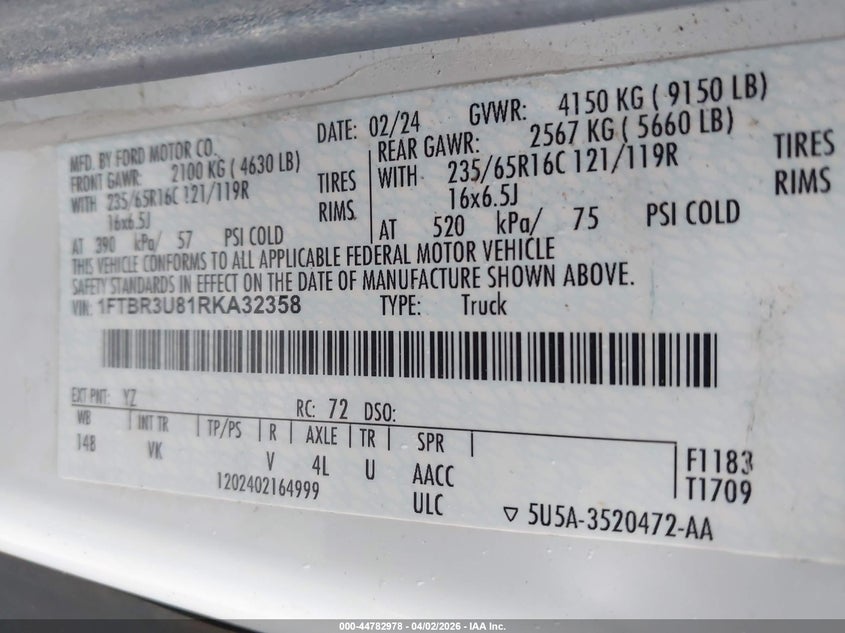 MFD. BY FORD MOTOR CO.
FRONT GAWR: 2100 KG ( 4630 LB)
WITH 235/65R16C 121/119R TIRES
16x6.5J RIMS
AT 390 kPa/ 57 PSI COLD
DATE: 02/24 GVWR: 4150 KG ( 9150 LB)
REAR GAWR: 2567 KG ( 5660 LB)
WITH 235/65R16C 121/119R TIRES
16x6.5J RIMS
AT 520 kPa/ 75 PSI COLD
THIS VEHICLE CONFORMS TO ALL APPLICABLE FEDERAL MOTOR VEHICLE
SAFETY STANDARDS IN EFFECT ON THE DATE OF MANUFACTURE SHOWN ABOVE.
VIN: 1FTBR3U81RKA32358 TYPE: Truck
EXT PNT: YZ RC: 72 DSO:
WB INT TR TP/PS R AXLE TR SPR
148 VK V 4L U AACC
1202402164999 ULC
F1183
T1709
5U5A-3520472-AA
000-44782978 - 04/02/2026 - IAA Inc.